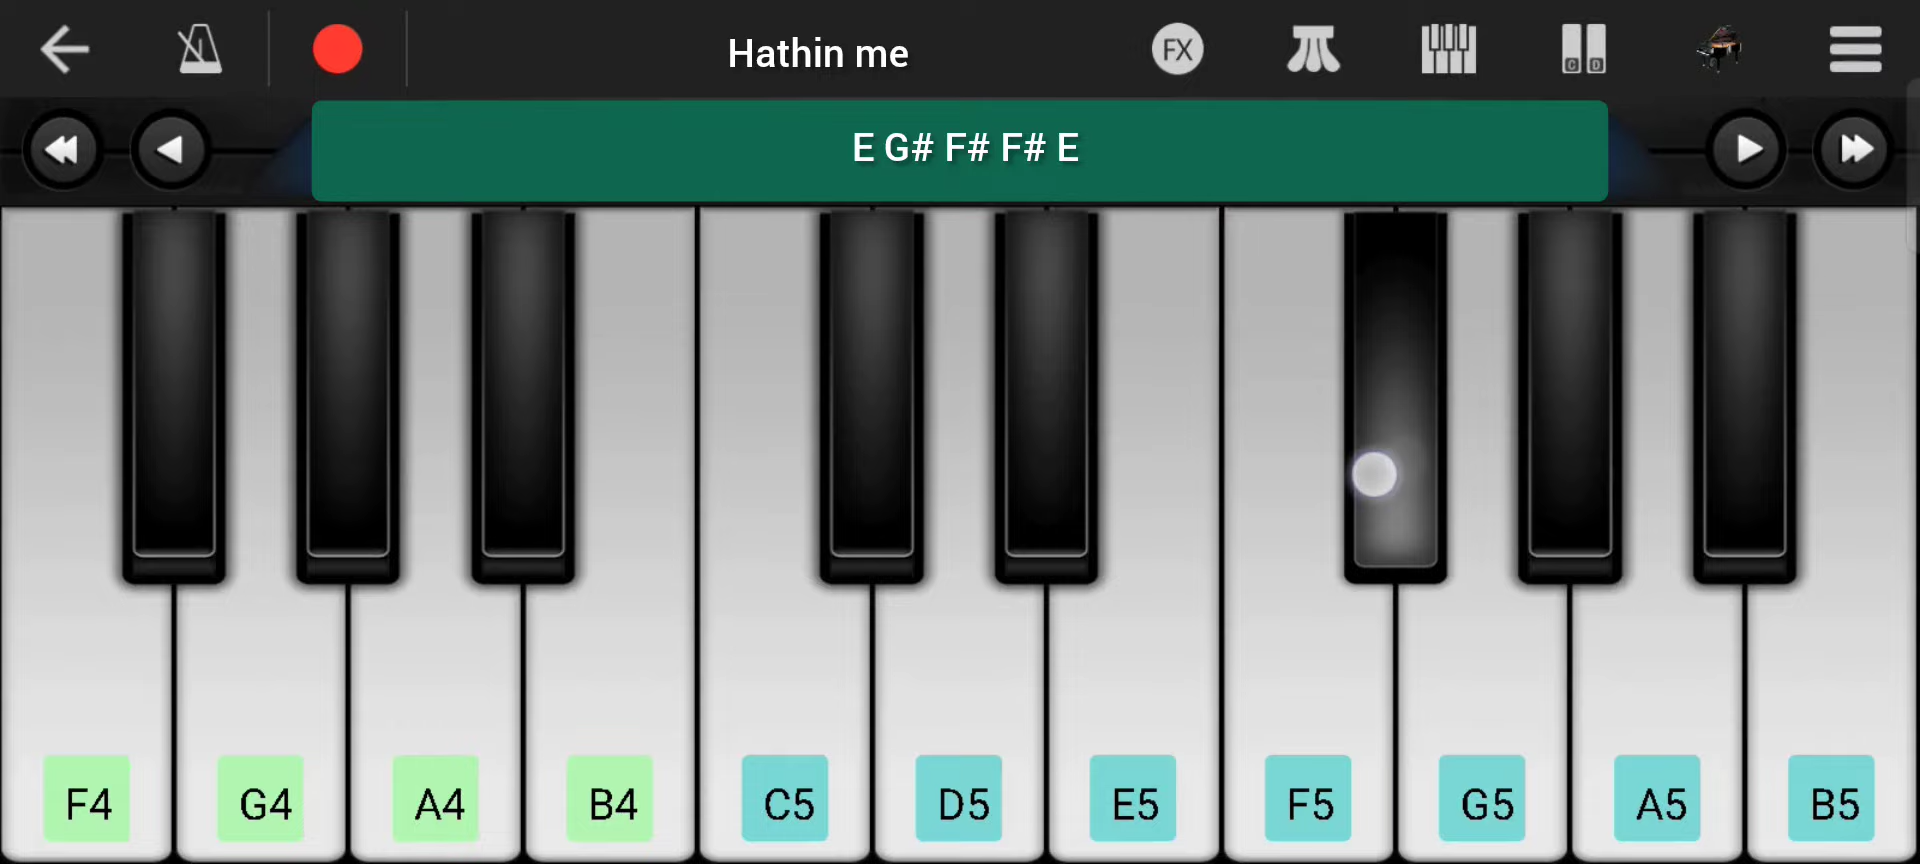 Hathin me
FX
C D
E G# F# F# E
F4 G4 A4 B4 C5 D5 E5 F5 G5 A5 B5